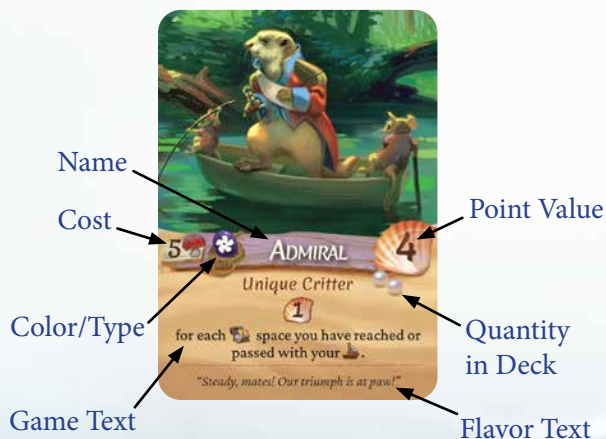 Name
Cost
Point Value
5
ADMIRAL
4
Unique Critter
1
Color/Type
Quantity
in Deck
for each space you have reached or
passed with your .
"Steady, mates! Our triumph is at paw!"
Game Text
Flavor Text